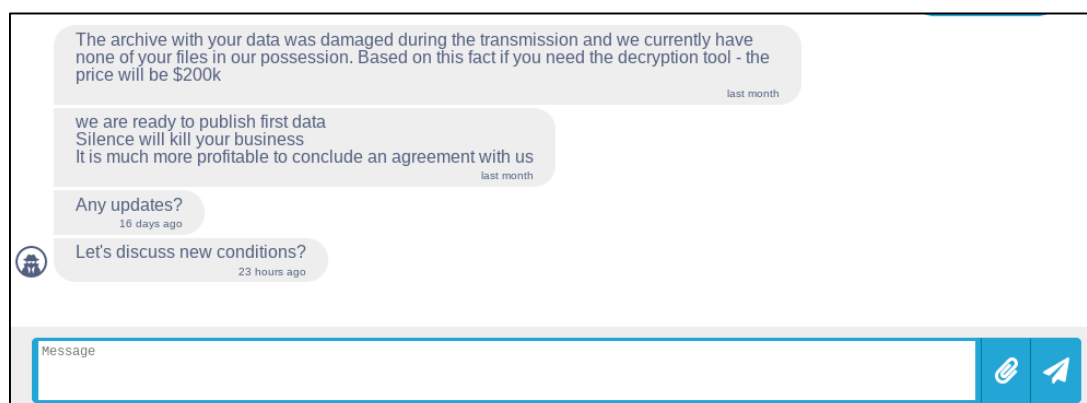 The archive with your data was damaged during the transmission and we currently have
none of your files in our possession. Based on this fact if you need the decryption tool - the
price will be $200k
last month
we are ready to publish first data
Silence will kill your business
It is much more profitable to conclude an agreement with us
last month
Any updates?
16 days ago
Let's discuss new conditions?
23 hours ago
Message